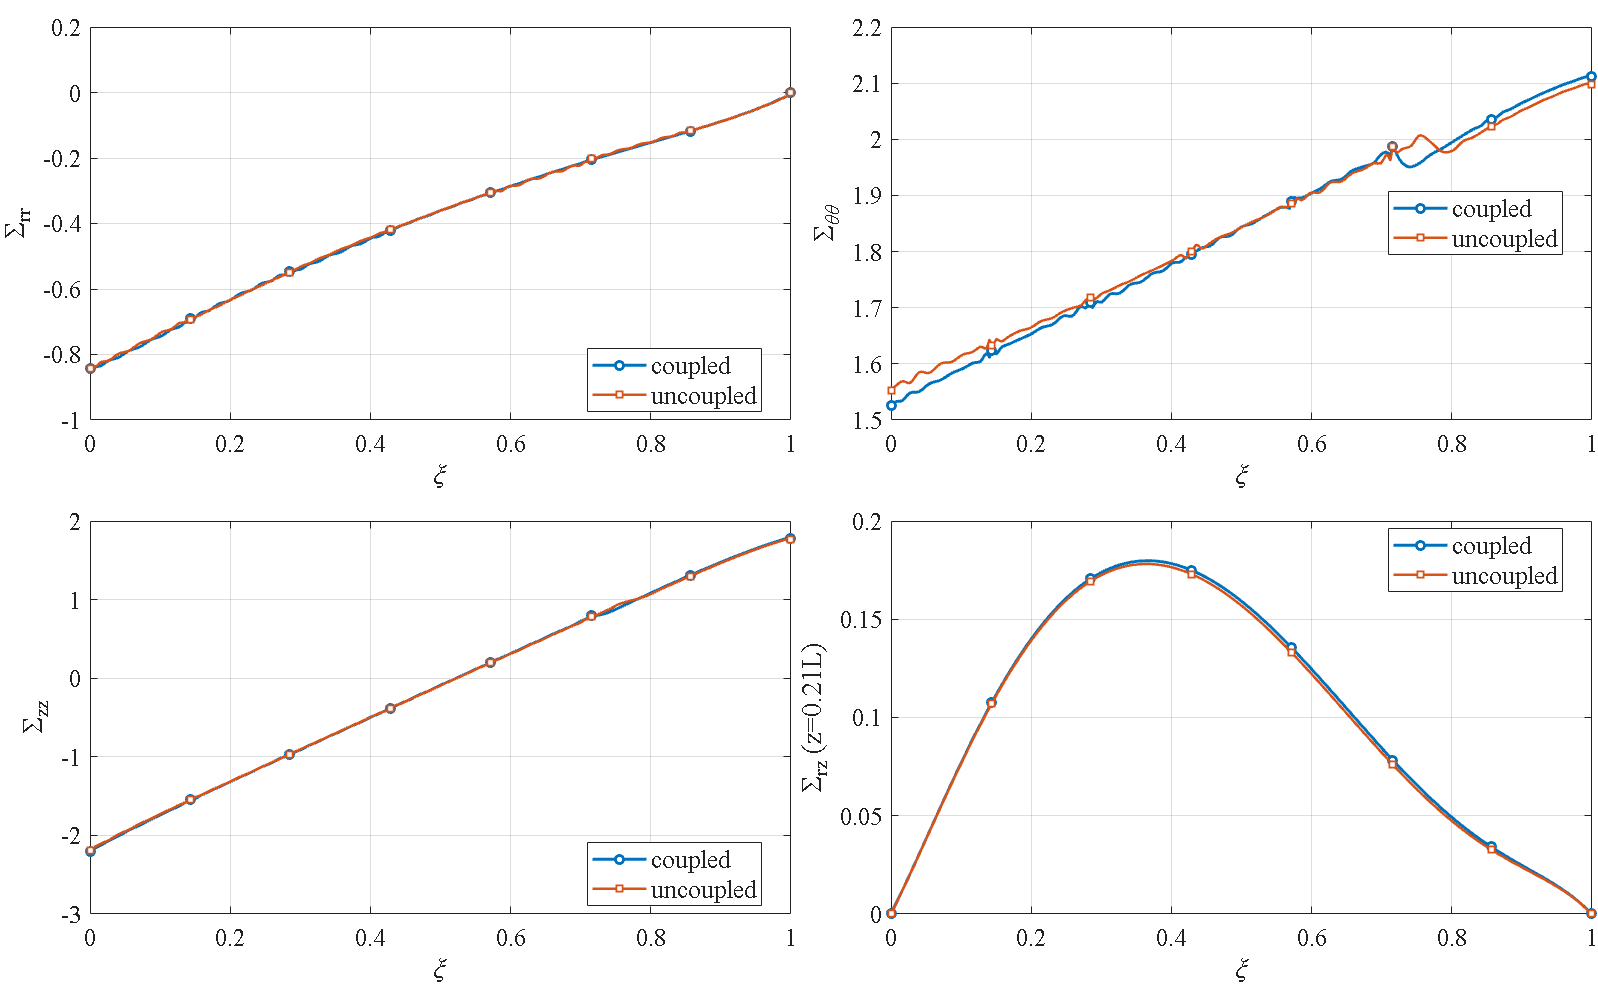 0.2
0
-0.2
-0.4
-0.6
-0.8
-1
Σrr
0 0.2 0.4 0.6 0.8 1
ξ
coupled
uncoupled
2.2
2.1
2
1.9
1.8
1.7
1.6
1.5
Σθθ
0 0.2 0.4 0.6 0.8 1
ξ
coupled
uncoupled
2
1
0
-1
-2
-3
Σzz
0 0.2 0.4 0.6 0.8 1
ξ
coupled
uncoupled
0.2
0.15
0.1
0.05
0
Σrz (z=0.21L)
0 0.2 0.4 0.6 0.8 1
ξ
coupled
uncoupled